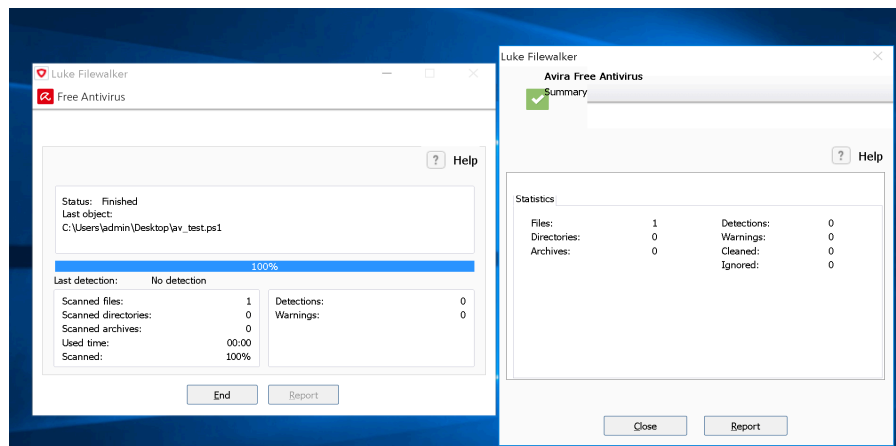 Luke Filewalker
Free Antivirus
? Help
Status: Finished
Last object:
C:\Users\admin\Desktop\av_test.ps1
100%
Last detection: No detection
Scanned files: 1
Scanned directories: 0
Scanned archives: 0
Used time: 00:00
Scanned: 100%
Detections: 0
Warnings: 0
End
Report
Luke Filewalker
Avira Free Antivirus
Summary
? Help
Statistics
Files: 1
Directories: 0
Archives: 0
Detections: 0
Warnings: 0
Cleaned: 0
Ignored: 0
Close
Report